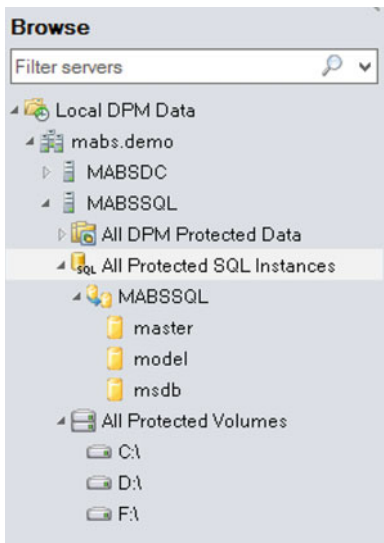 Browse
Filter servers
Local DPM Data
mabs.demo
MABSDC
MABSSQL
All DPM Protected Data
SQL All Protected SQL Instances
MABSSQL
master
model
msdb
All Protected Volumes
C:\
D:\
F:\